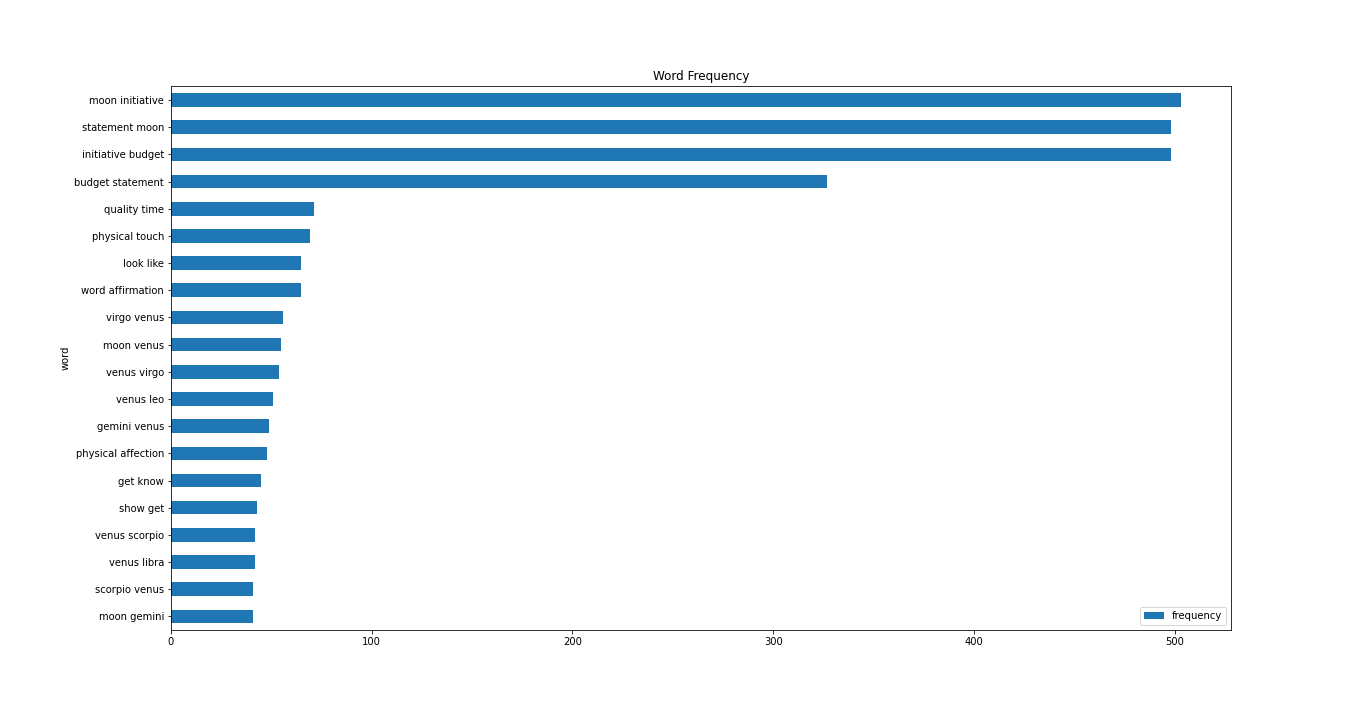 Word Frequency
moon initiative
statement moon
initiative budget
budget statement
quality time
physical touch
look like
word affirmation
virgo venus
moon venus
venus virgo
venus leo
gemini venus
physical affection
get know
show get
venus scorpio
venus libra
scorpio venus
moon gemini
word
frequency
0 100 200 300 400 500